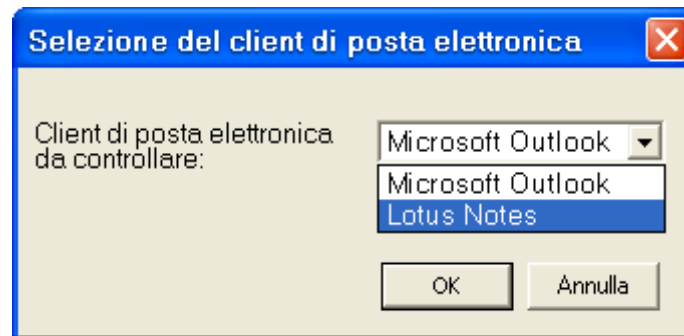 Selezione del client di posta elettronica
Client di posta elettronica
da controllare:
Microsoft Outlook
Microsoft Outlook
Lotus Notes
OK
Annulla